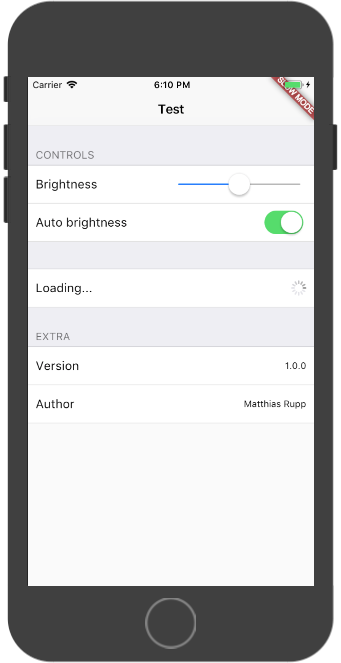 Carrier 6:10 PM
SLOW MODE
Test
CONTROLS
Brightness
Auto brightness
Loading...
EXTRA
Version 1.0.0
Author Matthias Rupp